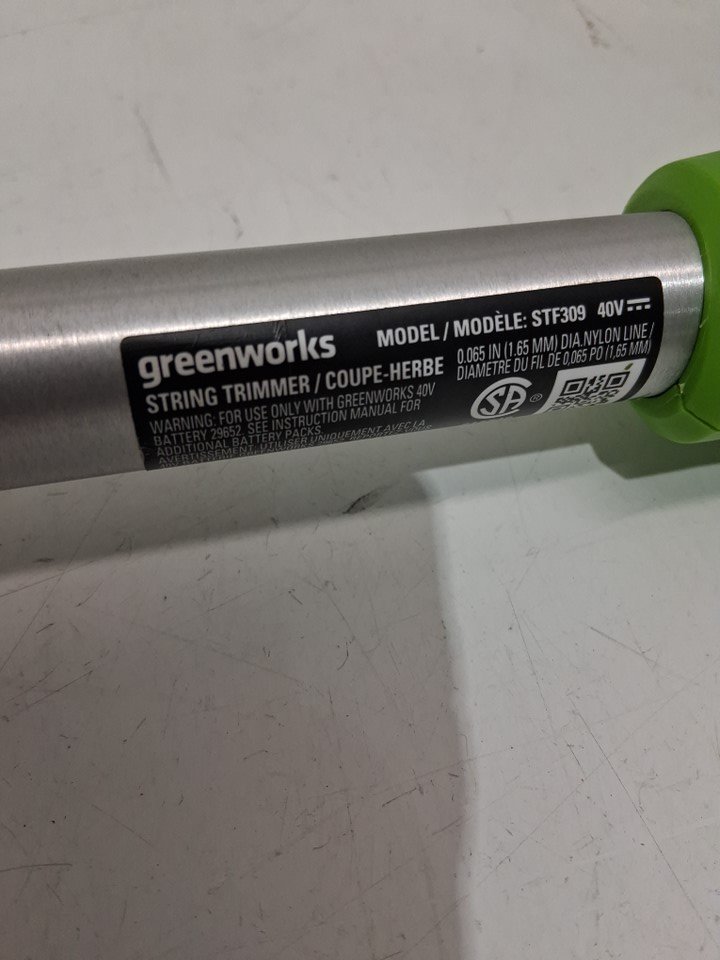 greenworks
MODEL / MODÈLE: STF309 40V
STRING TRIMMER / COUPE-HERBE
0.065 IN (1.65 MM) DIA.NYLON LINE /
DIAMETRE DU FIL DE 0,065 PO (1,65 MM)
WARNING: FOR USE ONLY WITH GREENWORKS 40V
BATTERY 29652. SEE INSTRUCTION MANUAL FOR
ADDITIONAL BATTERY PACKS.
AVERTISSEMENT: UTILISER UNIQUEMENT AVEC LA
SA ®